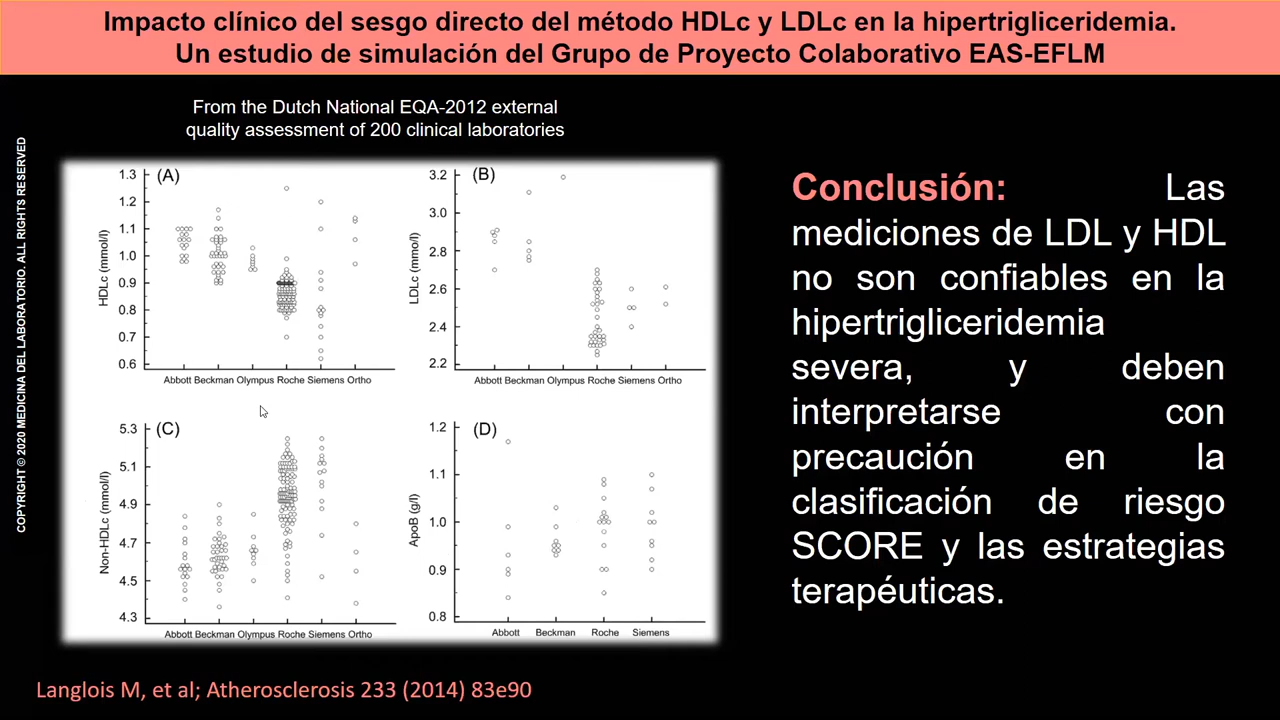 Impacto clínico del sesgo directo del método HDLc y LDLc en la hipertrigliceridemia.
Un estudio de simulación del Grupo de Proyecto Colaborativo EAS-EFLM
From the Dutch National EQA-2012 external
quality assessment of 200 clinical laboratories
COPYRIGHT © 2020 MEDICINA DEL LABORATORIO. ALL RIGHTS RESERVED
(A)
HDLc (mmol/l)
1.3
1.2
1.1
1.0
0.9
0.8
0.7
0.6
Abbott Beckman Olympus Roche Siemens Ortho
(B)
LDLc (mmol/l)
3.2
3.0
2.8
2.6
2.4
2.2
Abbott Beckman Olympus Roche Siemens Ortho
(C)
Non-HDLc (mmol/l)
5.3
5.1
4.9
4.7
4.5
4.3
Abbott Beckman Olympus Roche Siemens Ortho
(D)
ApoB (g/l)
1.2
1.1
1.0
0.9
0.8
Abbott Beckman Roche Siemens
Conclusión: Las
mediciones de LDL y HDL
no son confiables en la
hipertrigliceridemia
severa, y deben
interpretarse con
precaución en la
clasificación de riesgo
SCORE y las estrategias
terapéuticas.
Langlois M, et al; Atherosclerosis 233 (2014) 83e90